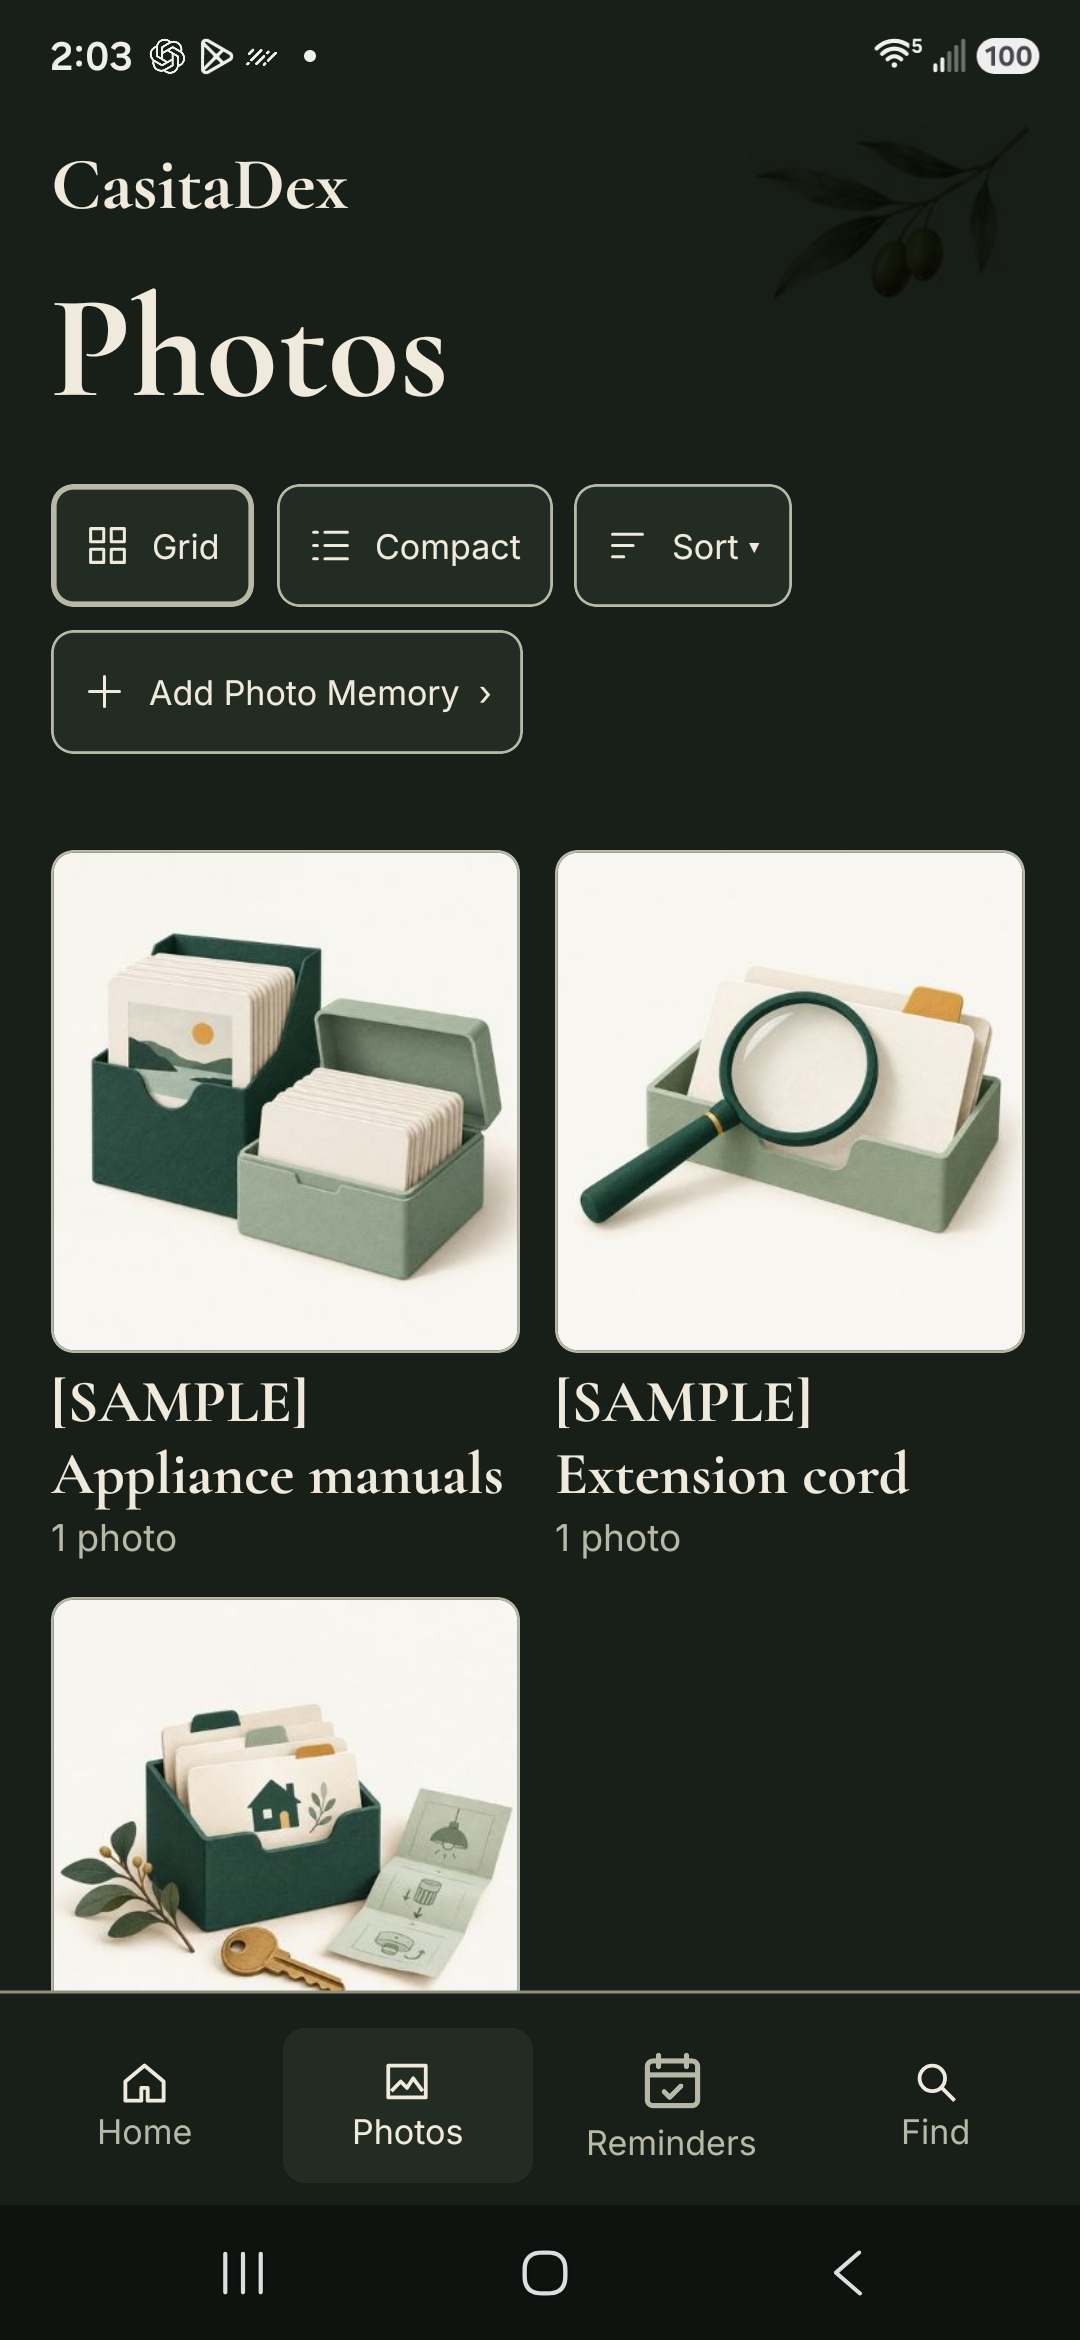 2:03
5
100
CasitaDex
Photos
Grid
Compact
Sort ▾
Add Photo Memory ›
[SAMPLE]
Appliance manuals
1 photo
[SAMPLE]
Extension cord
1 photo
Home
Photos
Reminders
Find